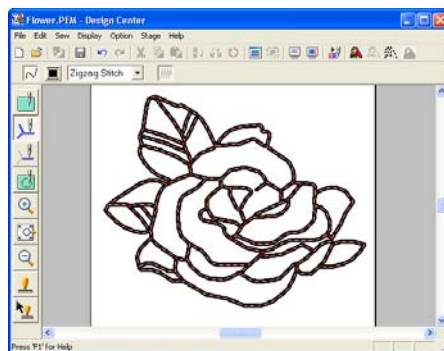 Flower.PEM - Design Center
File Edit Sew Display Option Stage Help
Zigzag Stitch
Press 'F1' for Help